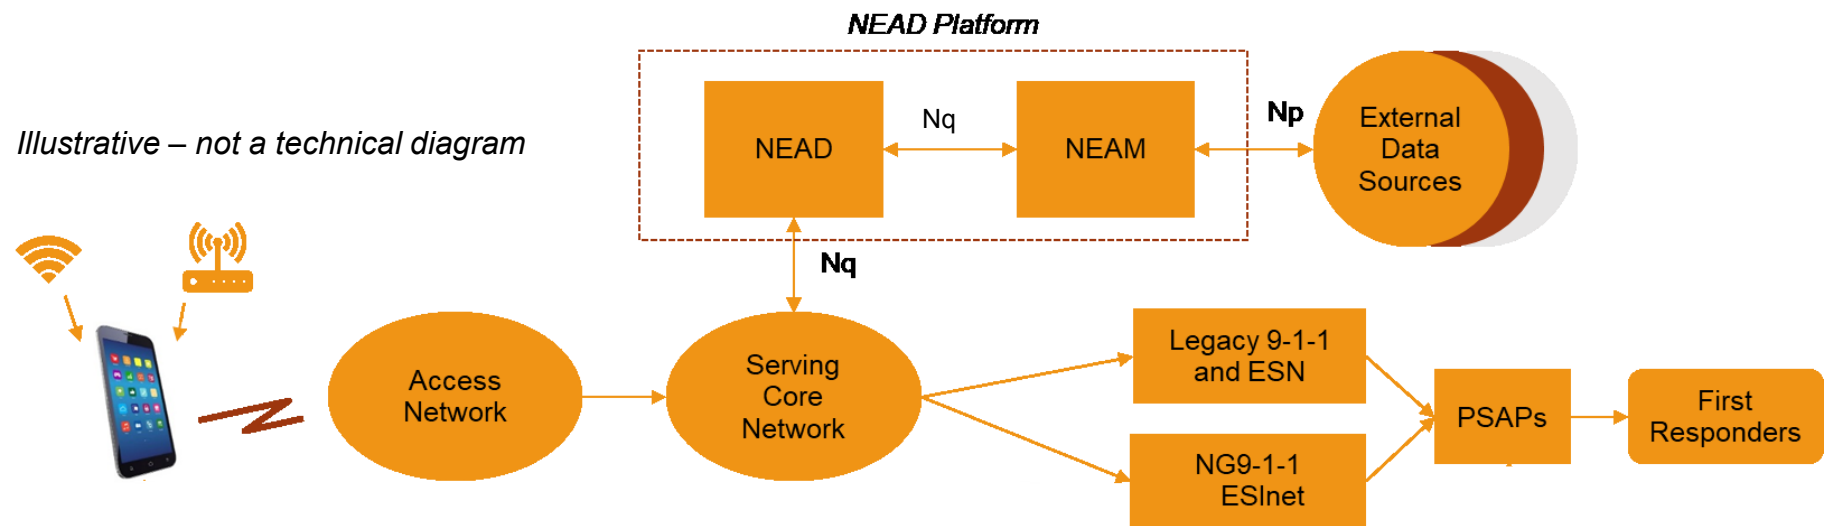 NEAD Platform
Illustrative – not a technical diagram
NEAD
Nq
NEAM
Np
External
Data
Sources
Nq
Access
Network
Serving
Core
Network
Legacy 9-1-1
and ESN
NG9-1-1
ESInet
PSAPs
First
Responders